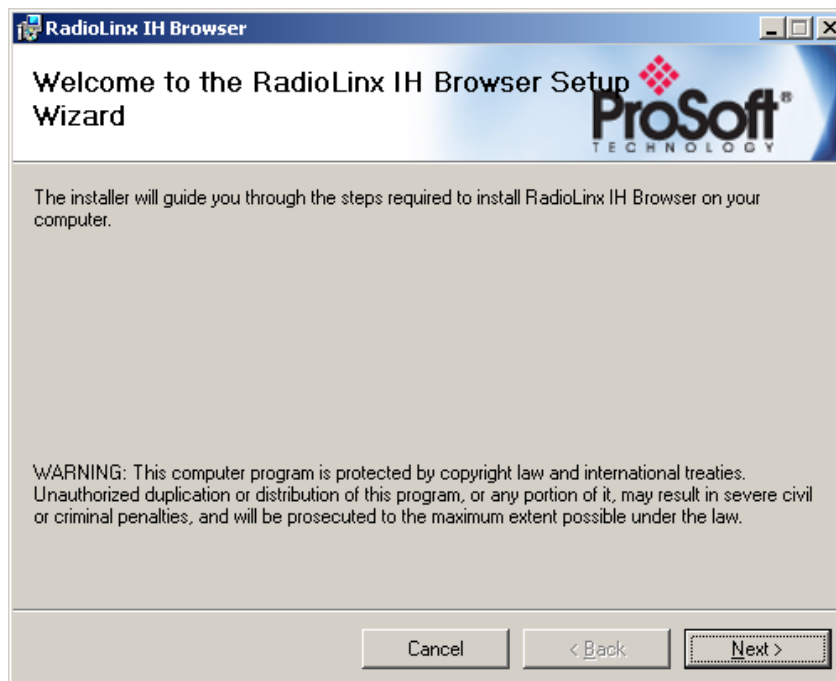 RadioLinx IH Browser
Welcome to the RadioLinx IH Browser Setup
Wizard
ProSoft®
TECHNOLOGY
The installer will guide you through the steps required to install RadioLinx IH Browser on your
computer.
WARNING: This computer program is protected by copyright law and international treaties.
Unauthorized duplication or distribution of this program, or any portion of it, may result in severe civil
or criminal penalties, and will be prosecuted to the maximum extent possible under the law.
Cancel
< Back
Next >